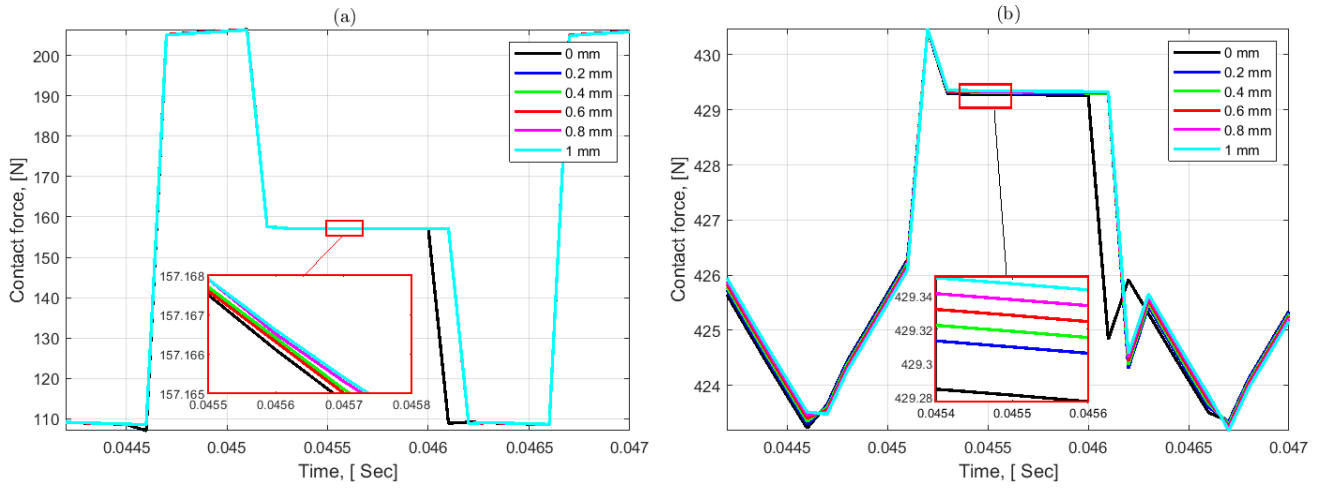 (a)
Contact force, [N]
200
190
180
170
160
150
140
130
120
110
0 mm
0.2 mm
0.4 mm
0.6 mm
0.8 mm
1 mm
157.168
157.167
157.166
157.165
0.0455 0.0456 0.0457 0.0458
0.0445 0.045 0.0455 0.046 0.0465 0.047
Time, [ Sec]
(b)
Contact force, [N]
430
429
428
427
426
425
424
0 mm
0.2 mm
0.4 mm
0.6 mm
0.8 mm
1 mm
429.34
429.32
429.3
429.28
0.0454 0.0455 0.0456
0.0445 0.045 0.0455 0.046 0.0465 0.047
Time, [ Sec]